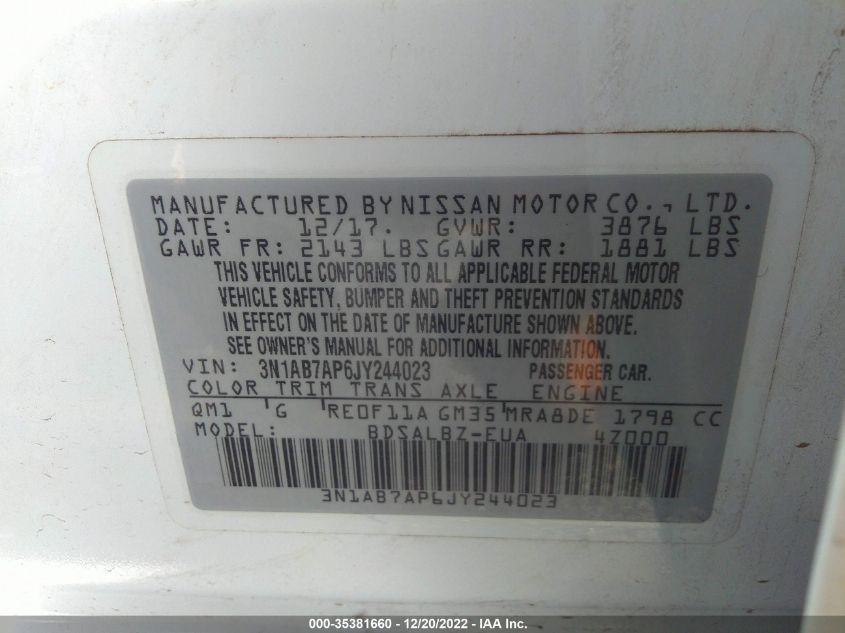 MANUFACTURED BY NISSAN MOTOR CO., LTD.
DATE: 12/17. GVWR: 3876 LBS
GAWR FR: 2143 LBS GAWR RR: 1881 LBS
THIS VEHICLE CONFORMS TO ALL APPLICABLE FEDERAL MOTOR
VEHICLE SAFETY, BUMPER AND THEFT PREVENTION STANDARDS
IN EFFECT ON THE DATE OF MANUFACTURE SHOWN ABOVE.
SEE OWNER'S MANUAL FOR ADDITIONAL INFORMATION.
VIN: 3N1AB7AP6JY244023 PASSENGER CAR.
COLOR TRIM TRANS AXLE ENGINE
QM1 G RE0F11A GM35 MRA8DE 1798 CC
MODEL: BDSALBZ-EUA 4Z000
3N1AB7AP6JY244023
000-35381660 - 12/20/2022 - IAA Inc.